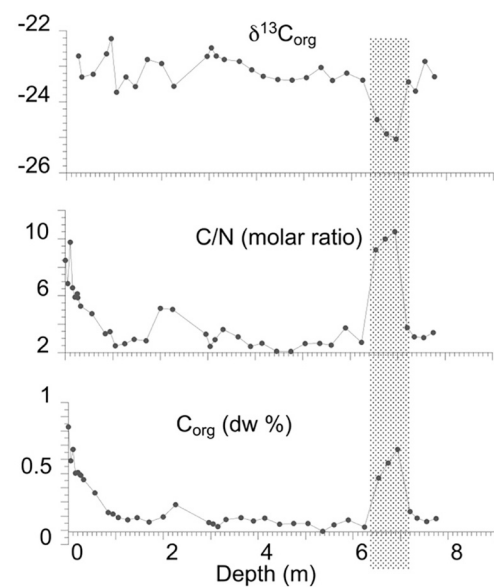 δ¹³Cₒᵣg
-22
-24
-26
C/N (molar ratio)
10
6
2
Cₒᵣg (dw %)
1
0.5
0
0 2 4 6 8
Depth (m)